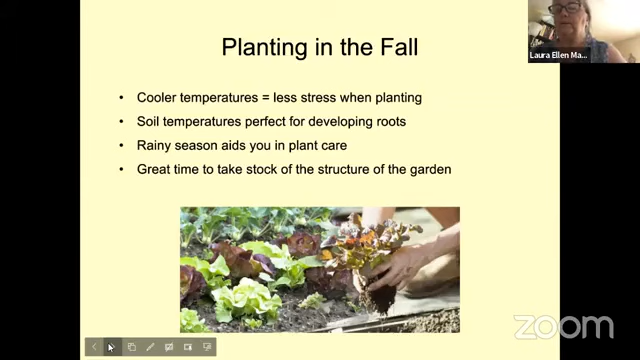 Planting in the Fall
Laura Ellen Ma...
• Cooler temperatures = less stress when planting
• Soil temperatures perfect for developing roots
• Rainy season aids you in plant care
• Great time to take stock of the structure of the garden
zoom